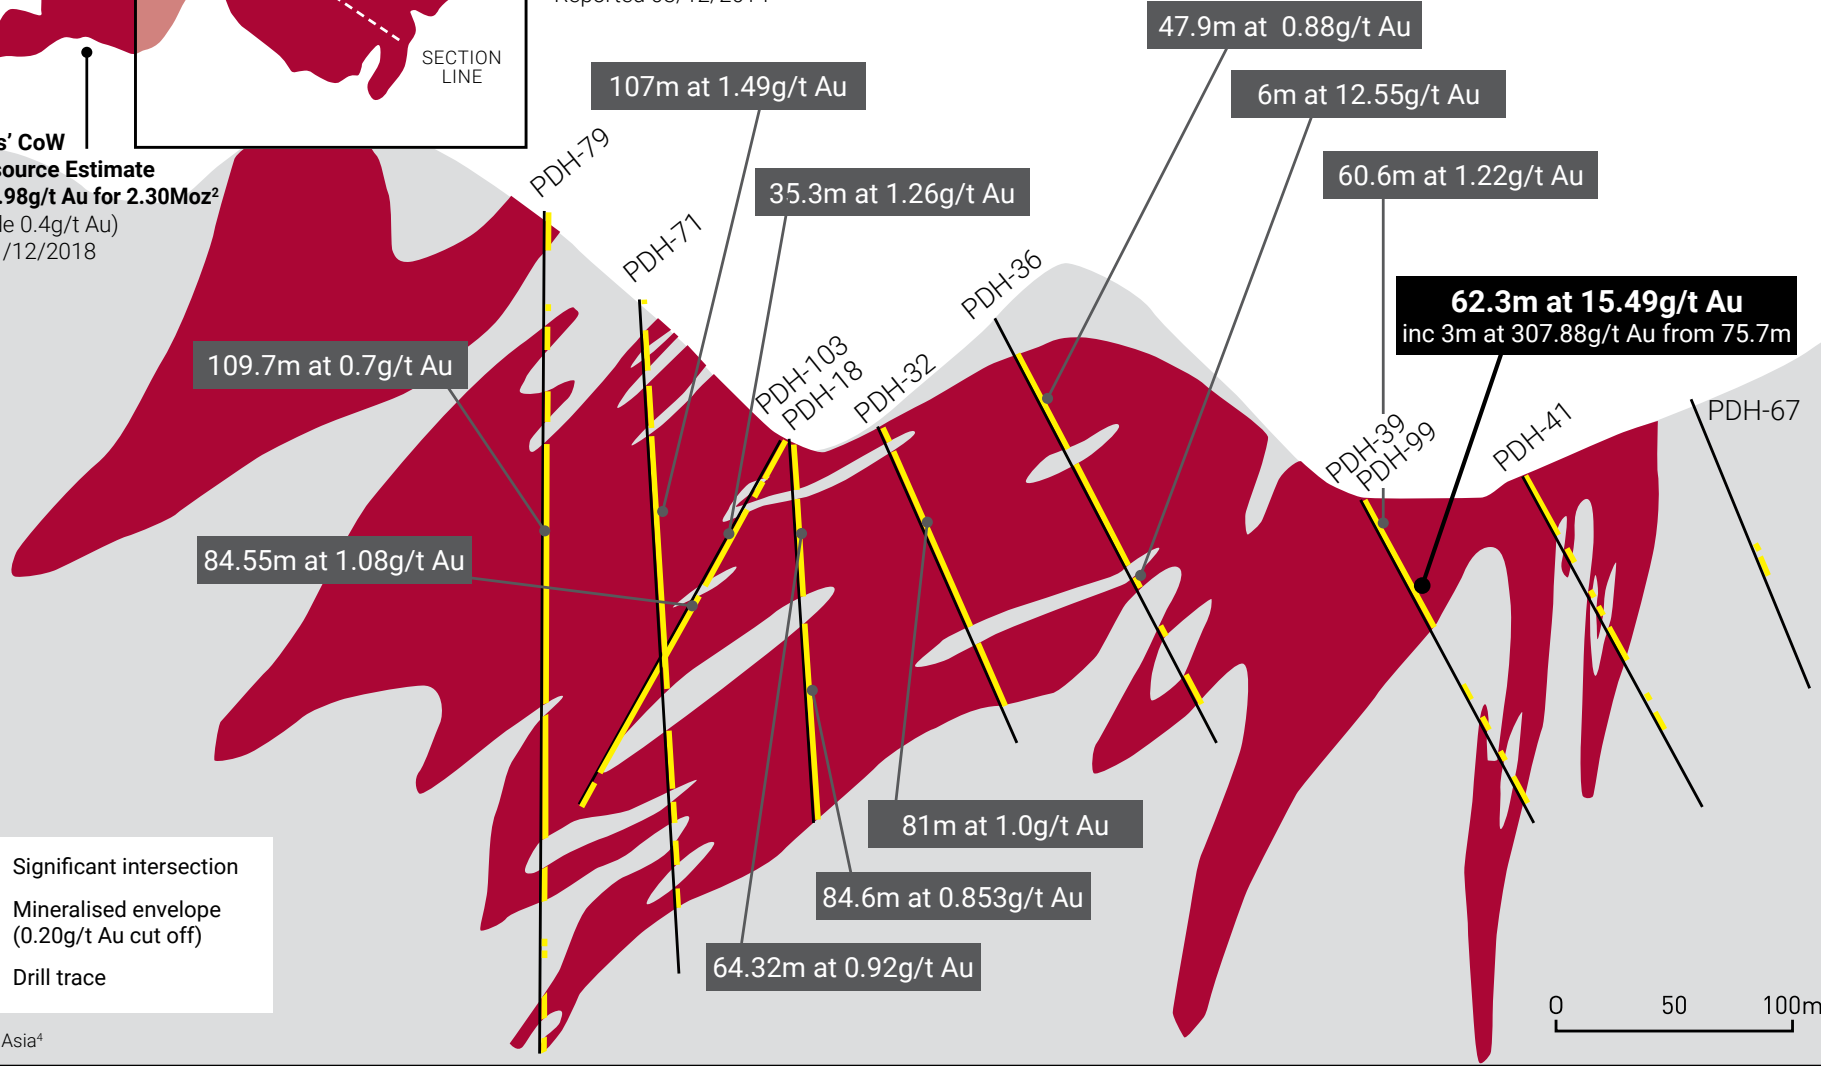 SECTION
LINE
47.9m at 0.88g/t Au
107m at 1.49g/t Au
6m at 12.55g/t Au
CoW
Estimate
Au for 2.30Moz²
0.4g/t Au)
/12/2018
PDH-79
35.3m at 1.26g/t Au
60.6m at 1.22g/t Au
PDH-71
PDH-36
62.3m at 15.49g/t Au
inc 3m at 307.88g/t Au from 75.7m
109.7m at 0.7g/t Au
PDH-103
PDH-18
PDH-32
PDH-39
PDH-99
PDH-41
PDH-67
84.55m at 1.08g/t Au
81m at 1.0g/t Au
84.6m at 0.853g/t Au
64.32m at 0.92g/t Au
Significant intersection
Mineralised envelope
(0.20g/t Au cut off)
Drill trace
0 50 100m
Asia⁴